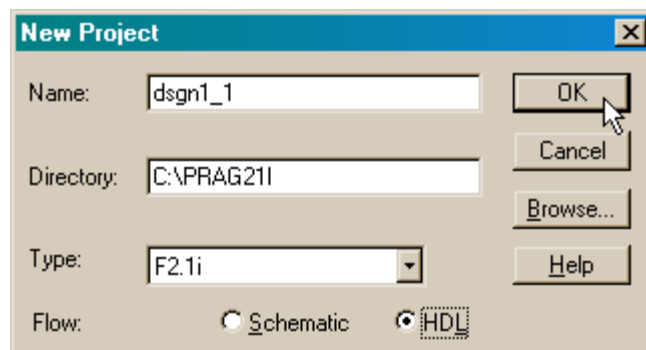 New Project
Name:
dsgn1_1
OK
Cancel
Directory:
C:\PRAG21I
Browse...
Type:
F2.1i
Help
Flow:
Schematic
HDL